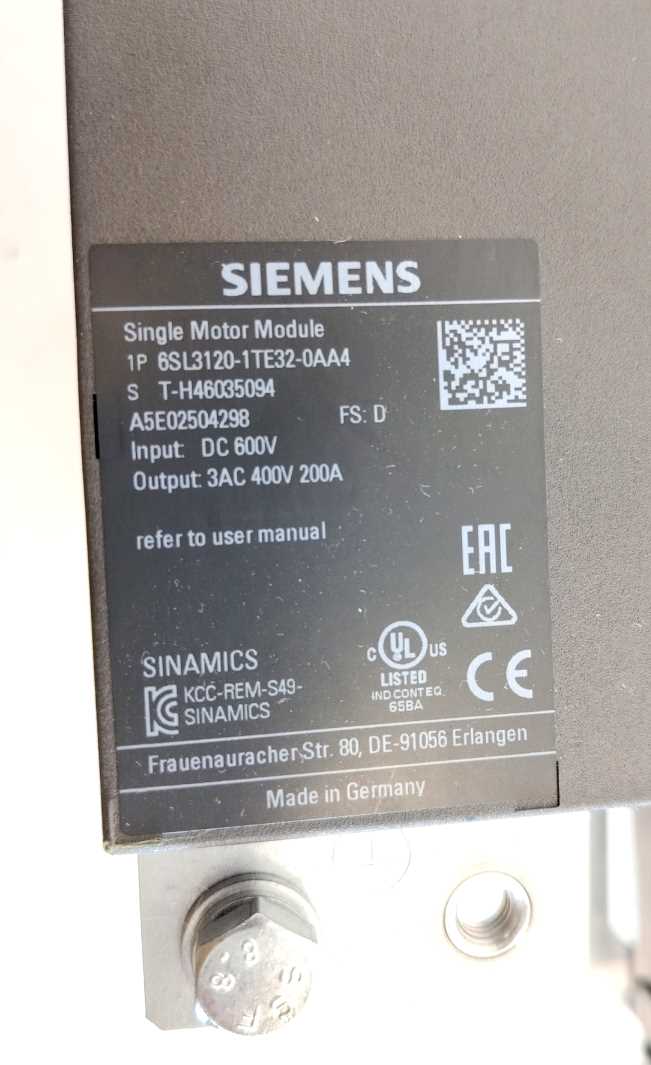 SIEMENS
Single Motor Module
1P 6SL3120-1TE32-0AA4
S T-H46035094
A5E02504298 FS: D
Input: DC 600V
Output: 3AC 400V 200A
refer to user manual
EAC
SINAMICS
C UL US
LISTED
IND CONT EQ
65BA
CE
KCC-REM-S49-
SINAMICS
Frauenauracher Str. 80, DE-91056 Erlangen
Made in Germany
8.8